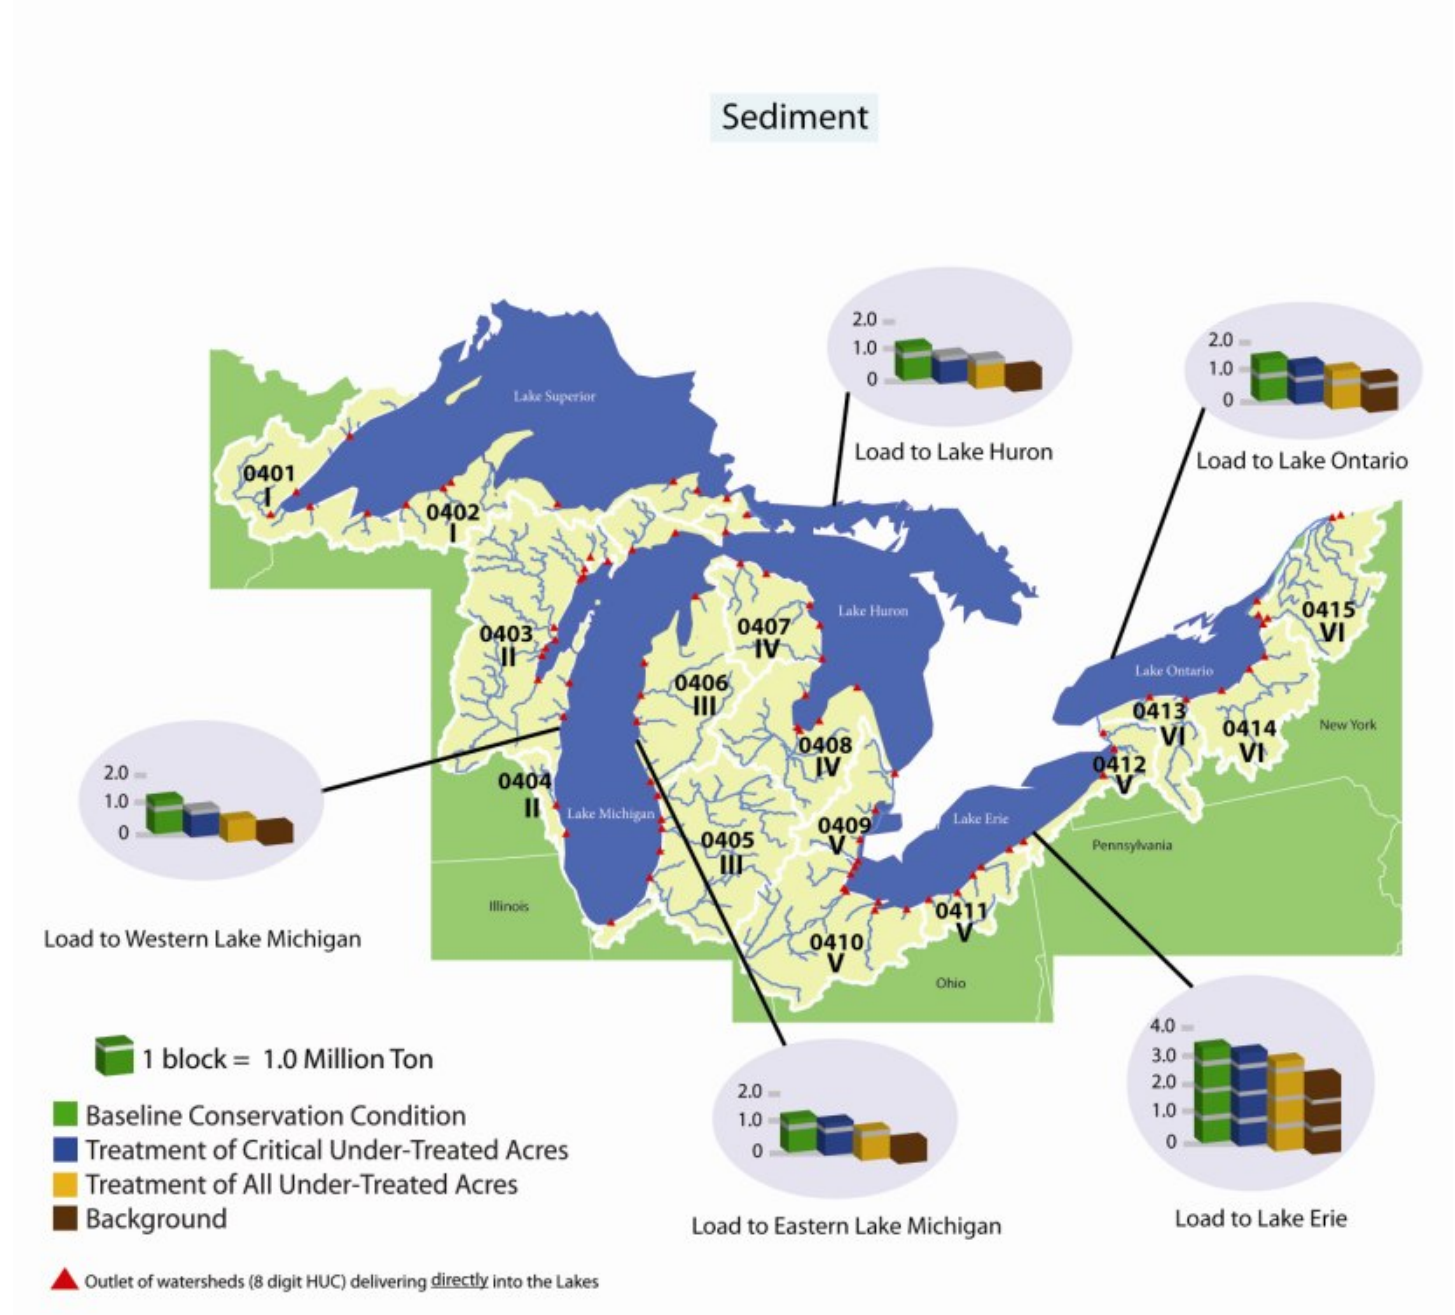 Sediment
2.0
1.0
0
Load to Lake Huron
2.0
1.0
0
Load to Lake Ontario
Lake Superior
0401
I
0402
I
0403
II
0404
II
Lake Michigan
0405
III
0406
III
0407
IV
0408
IV
Lake Huron
0409
V
0410
V
0411
V
0412
V
Lake Erie
0413
VI
0414
VI
0415
VI
Lake Ontario
New York
Pennsylvania
Illinois
Ohio
2.0
1.0
0
Load to Western Lake Michigan
2.0
1.0
0
Load to Eastern Lake Michigan
4.0
3.0
2.0
1.0
0
Load to Lake Erie
1 block = 1.0 Million Ton
Baseline Conservation Condition
Treatment of Critical Under-Treated Acres
Treatment of All Under-Treated Acres
Background
Outlet of watersheds (8 digit HUC) delivering directly into the Lakes